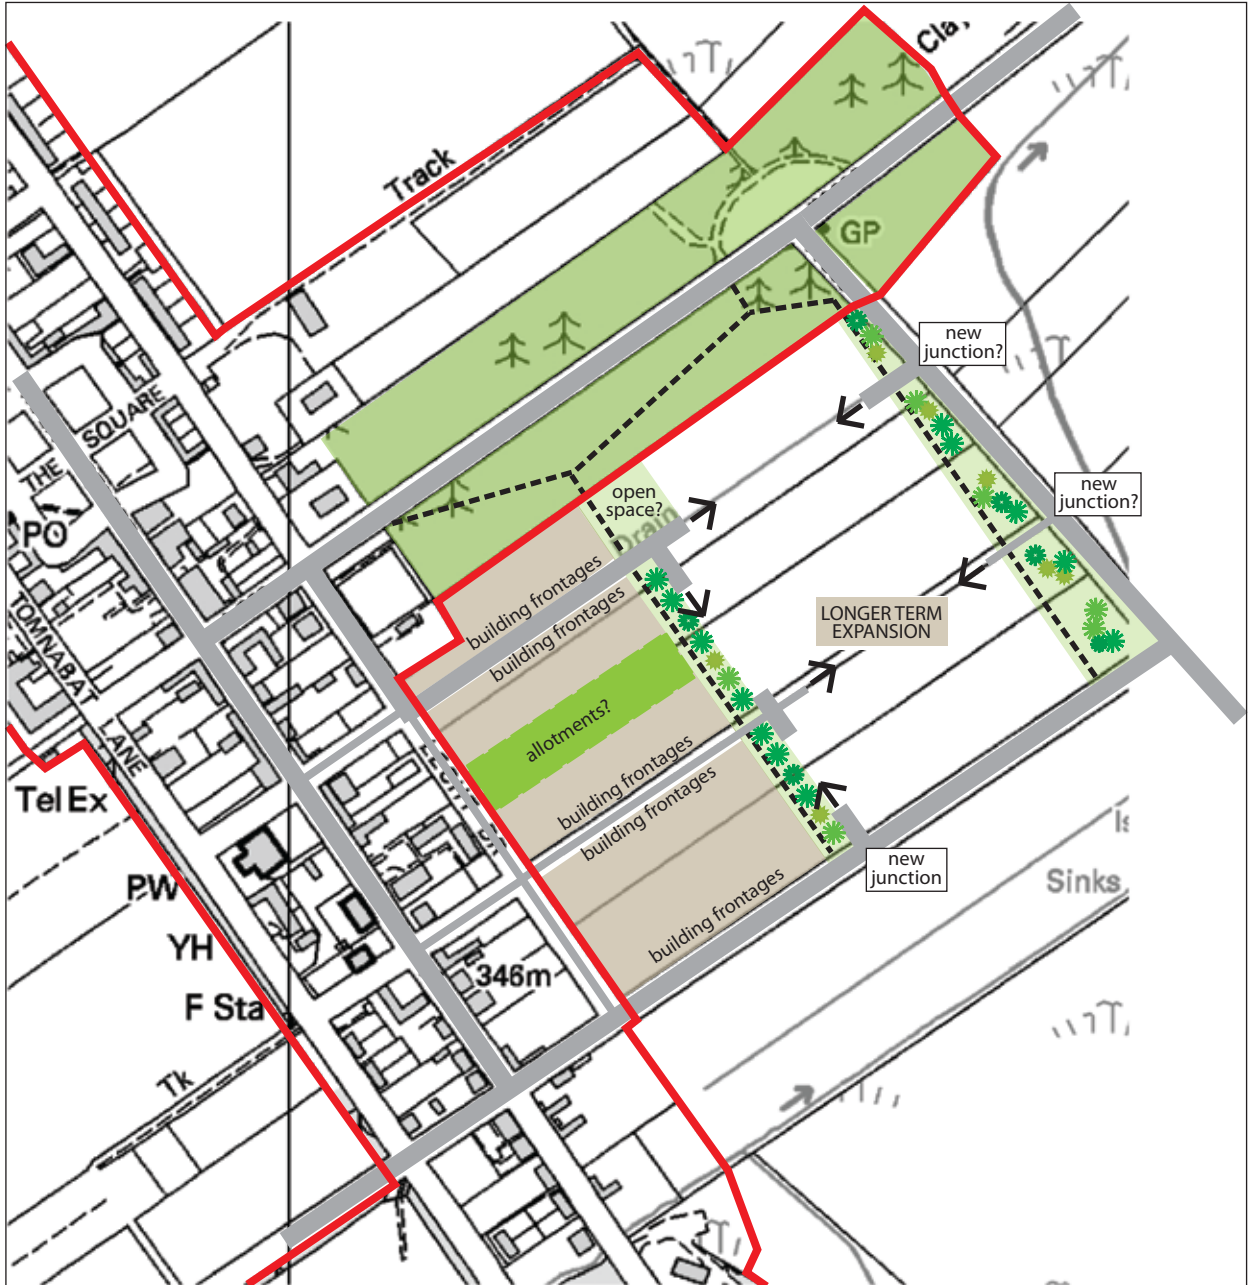 Track
GP
new
junction?
THE
SQUARE
PO
open
space?
Drain
new
junction?
building frontages
building frontages
TOMNABAT
LANE
LONGER TERM
EXPANSION
allotments?
building frontages
building frontages
Tel Ex
new
junction
PW
Sinks
YH
building frontages
346m
F Sta
Tk